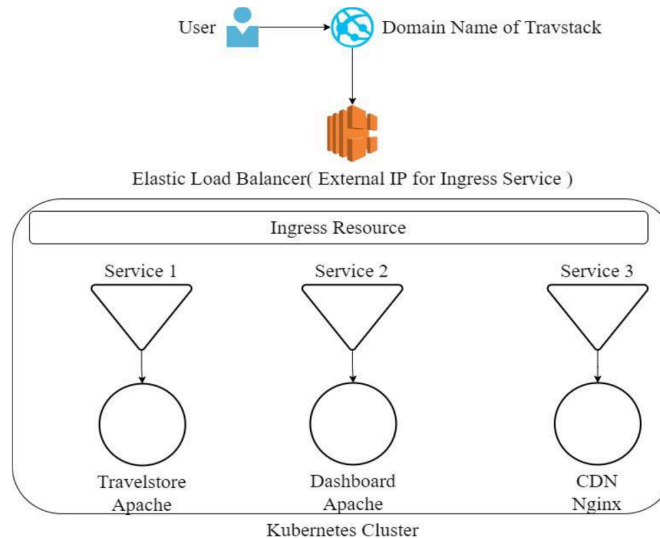 User
Domain Name of Travstack
Elastic Load Balancer( External IP for Ingress Service )
Ingress Resource
Service 1
Service 2
Service 3
Travelstore
Apache
Dashboard
Apache
CDN
Nginx
Kubernetes Cluster